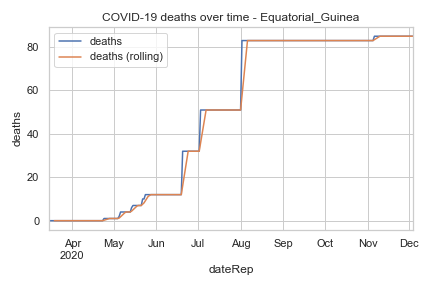 COVID-19 deaths over time - Equatorial_Guinea
deaths
deaths (rolling)
deaths
80
60
40
20
0
Apr May Jun Jul Aug Sep Oct Nov Dec
2020
dateRep